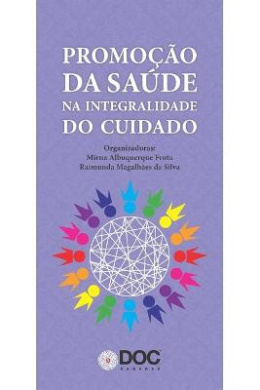 PROMOÇÃO
DA SAÚDE
NA INTEGRALIDADE
DO CUIDADO
Organizadoras:
Mirna Albuquerque Frota
Raimunda Magalhães da Silva
DOC